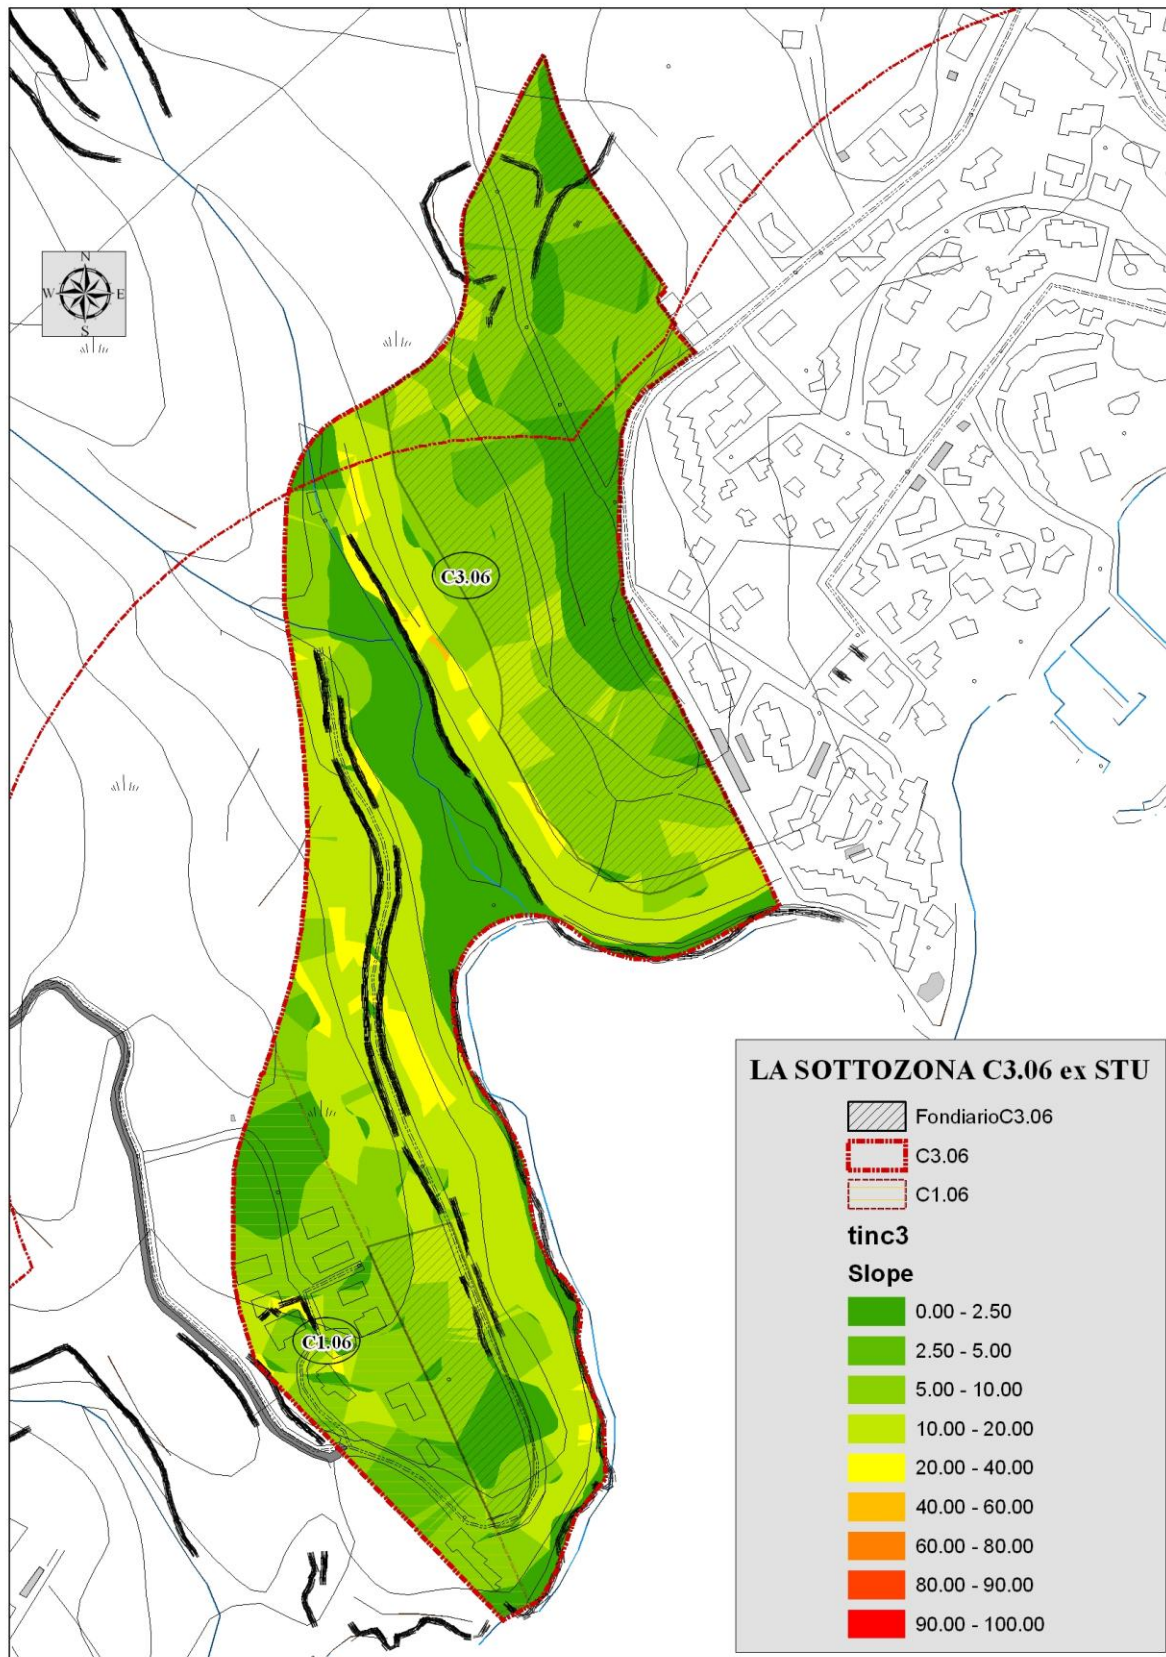 N
W E
S
C3.06
C1.06
LA SOTTOZONA C3.06 ex STU
FondiarioC3.06
C3.06
C1.06
tinc3
Slope
0.00 - 2.50
2.50 - 5.00
5.00 - 10.00
10.00 - 20.00
20.00 - 40.00
40.00 - 60.00
60.00 - 80.00
80.00 - 90.00
90.00 - 100.00